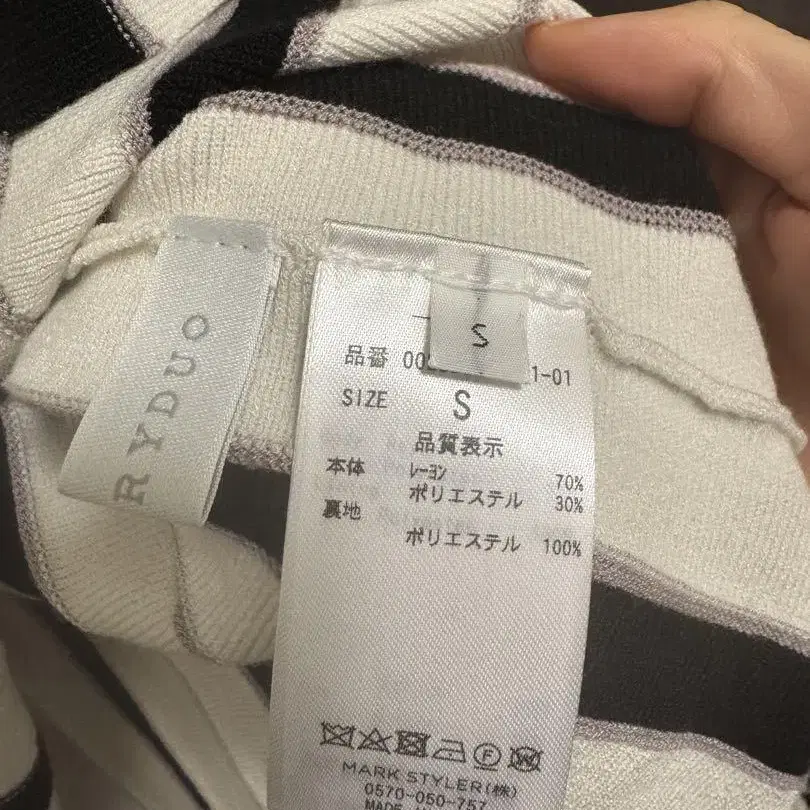 RYDUO
S
品番
1-01
SIZE S
品質表示
本体 レーヨン 70%
ポリエステル 30%
裏地
ポリエステル 100%
MARK STYLER(株)
0570-050-757
MADE